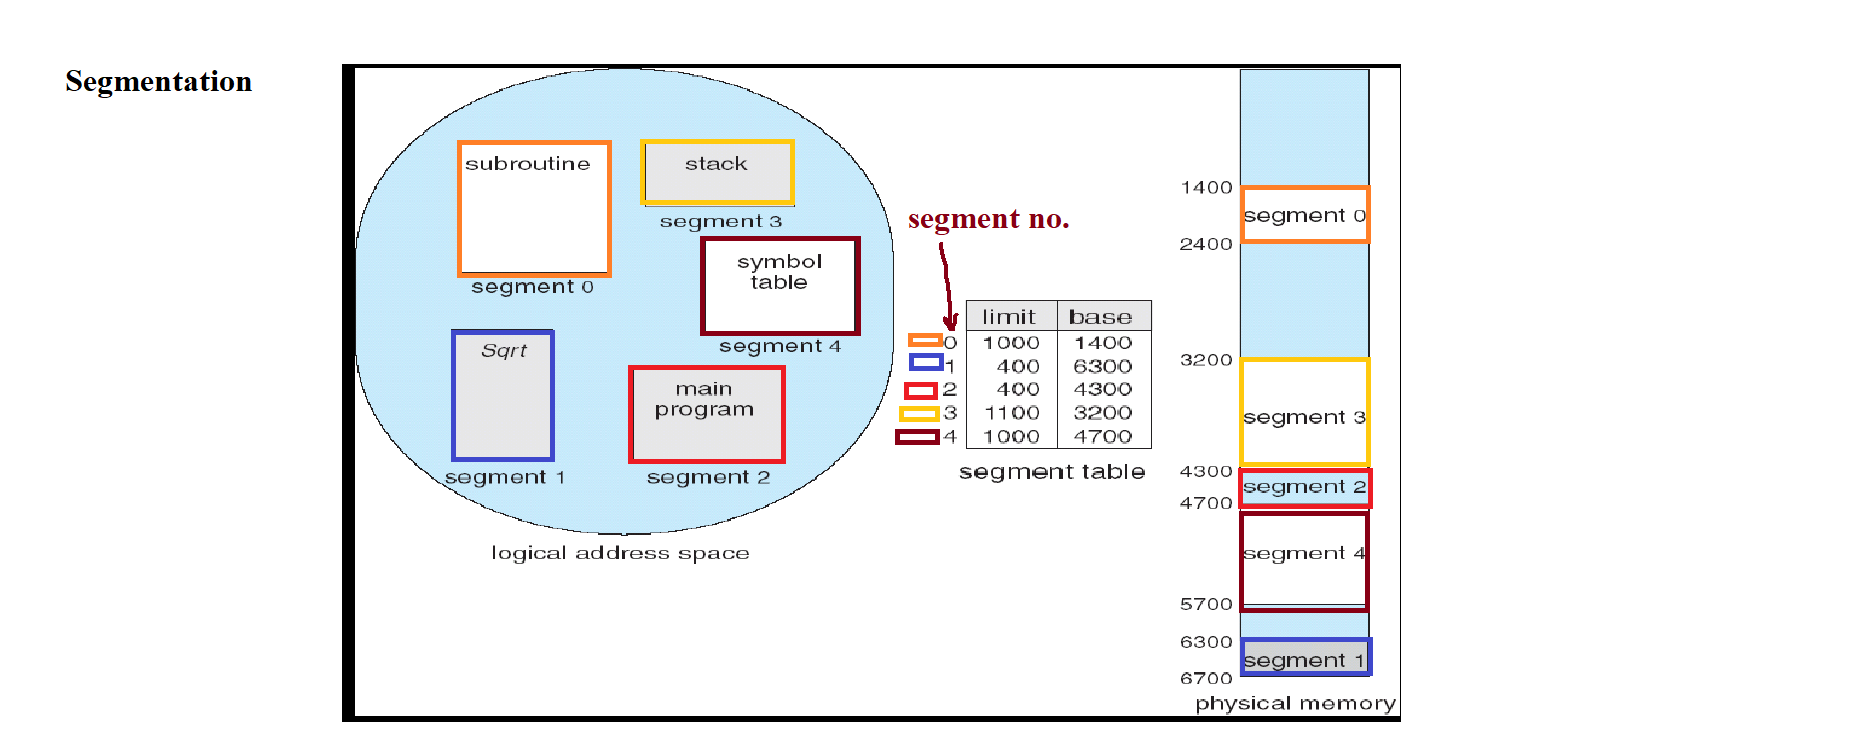 Segmentation
subroutine
segment 0
stack
segment 3
symbol
table
segment 4
Sqrt
segment 1
main
program
segment 2
logical address space
segment no.
limit base
0 1000 1400
1 400 6300
2 400 4300
3 1100 3200
4 1000 4700
segment table
1400
segment 0
2400
3200
segment 3
4300
segment 2
4700
segment 4
5700
6300
segment 1
6700
physical memory